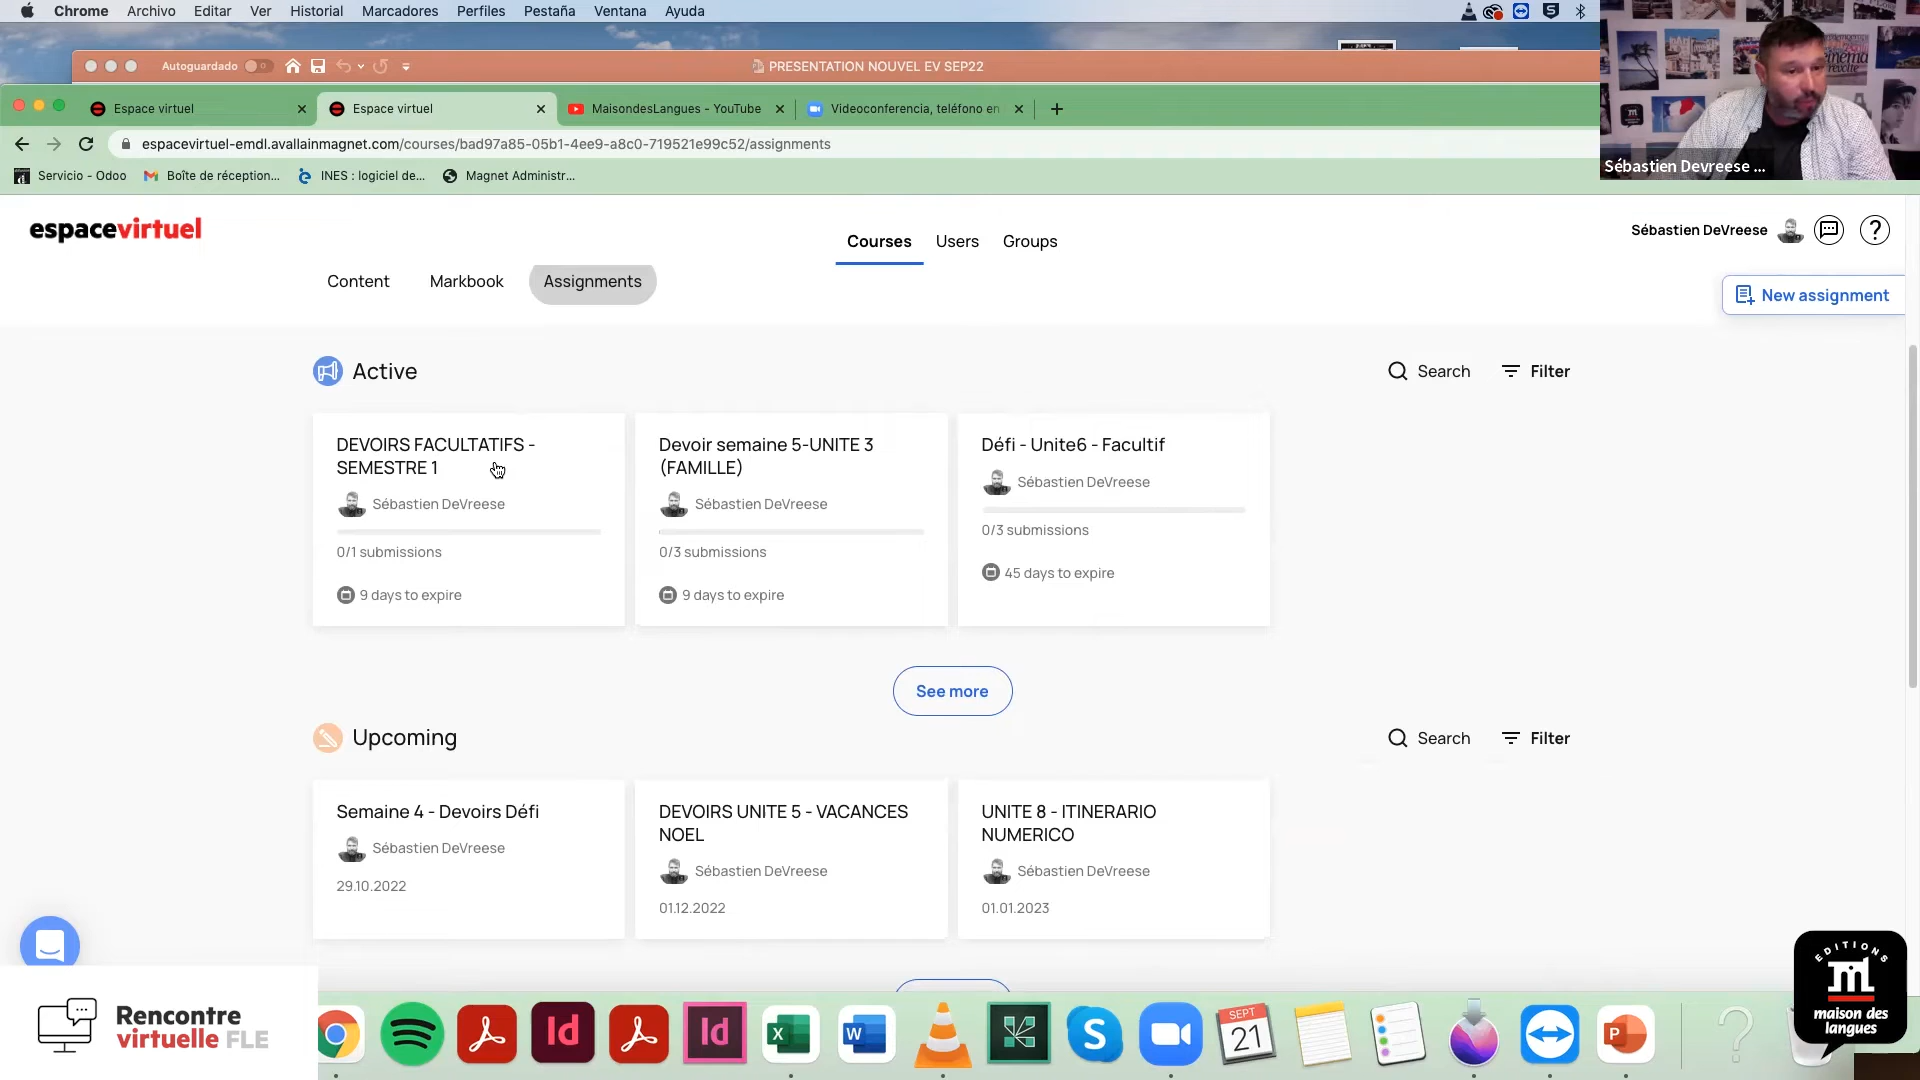 Chrome Archivo Editar Ver Historial Marcadores Perfiles Pestaña Ventana Ayuda
Autoguardado
PRESENTATION NOUVEL EV SEP22
Espace virtuel
Espace virtuel
MaisondesLangues - YouTube
Videoconferencia, teléfono en
espacevirtuel-emdl.avallainmagnet.com/courses/bad97a85-05b1-4ee9-a8c0-719521e99c52/assignments
Servicio - Odoo
Boîte de réception...
INES : logiciel de...
Magnet Administr...
Sébastien Devreese ...
espacevirtuel
Courses Users Groups
Sébastien DeVreese
?
Content Markbook Assignments
New assignment
Active
Search Filter
DEVOIRS FACULTATIFS -
SEMESTRE 1
Sébastien DeVreese
0/1 submissions
9 days to expire
Devoir semaine 5-UNITE 3
(FAMILLE)
Sébastien DeVreese
0/3 submissions
9 days to expire
Défi - Unite6 - Facultif
Sébastien DeVreese
0/3 submissions
45 days to expire
See more
Upcoming
Search Filter
Semaine 4 - Devoirs Défi
Sébastien DeVreese
29.10.2022
DEVOIRS UNITE 5 - VACANCES
NOEL
Sébastien DeVreese
01.12.2022
UNITE 8 - ITINERARIO
NUMERICO
Sébastien DeVreese
01.01.2023
Rencontre
virtuelle FLE
Id
Id
X
W
S
SEPT
21
P
?
EDITIONS
maison des
langues